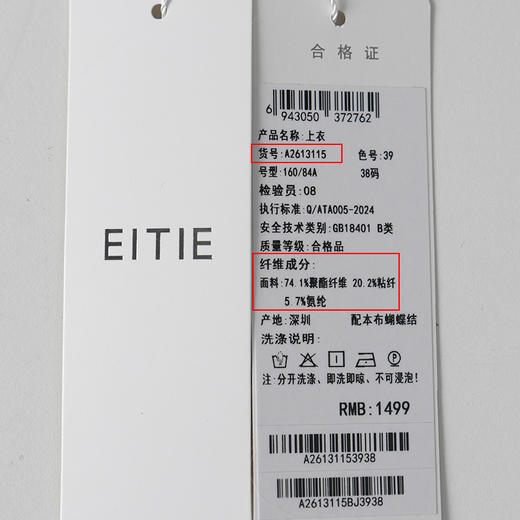 EITIE
合格证
6 943050 372762
产品名称:上衣
货号:A2613115 色号:39
号型:160/84A 38码
检验员:08
执行标准:Q/ATA005-2024
安全技术类别:GB18401 B类
质量等级:合格品
纤维成分:
面料:74.1%聚酯纤维 20.2%粘纤
5.7%氨纶
产地:深圳 配本布蝴蝶结
洗涤说明:
注:分开洗涤、即洗即晾、不可浸泡!
RMB:1499
A26131153938
A2613115BJ3938